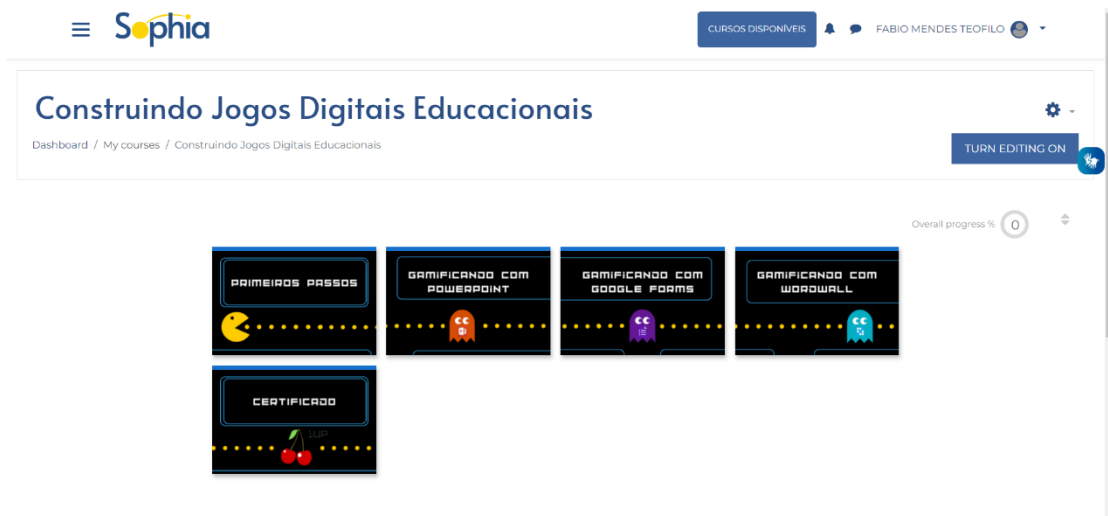 Sophia
CURSOS DISPONÍVEIS
FABIO MENDES TEOFILO
Construindo Jogos Digitais Educacionais
Dashboard / My courses / Construindo Jogos Digitais Educacionais
TURN EDITING ON
Overall progress % 0
PRIMEIROS PASSOS
GAMIFICANDO COM
POWERPOINT
GAMIFICANDO COM
GOOGLE FORMS
GAMIFICANDO COM
WORDWALL
CERTIFICADO
1UP